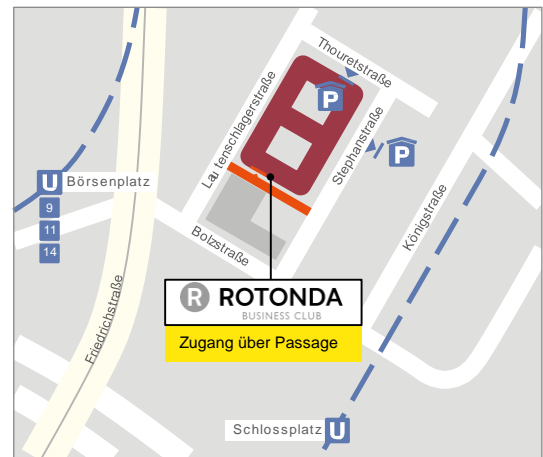 Thouretstraße
P
Lautenschlagerstraße
Stephanstraße
P
U Börsenplatz
9
11
14
Königstraße
Bolzstraße
Friedrichstraße
R ROTONDA
BUSINESS CLUB
Zugang über Passage
Schlossplatz U